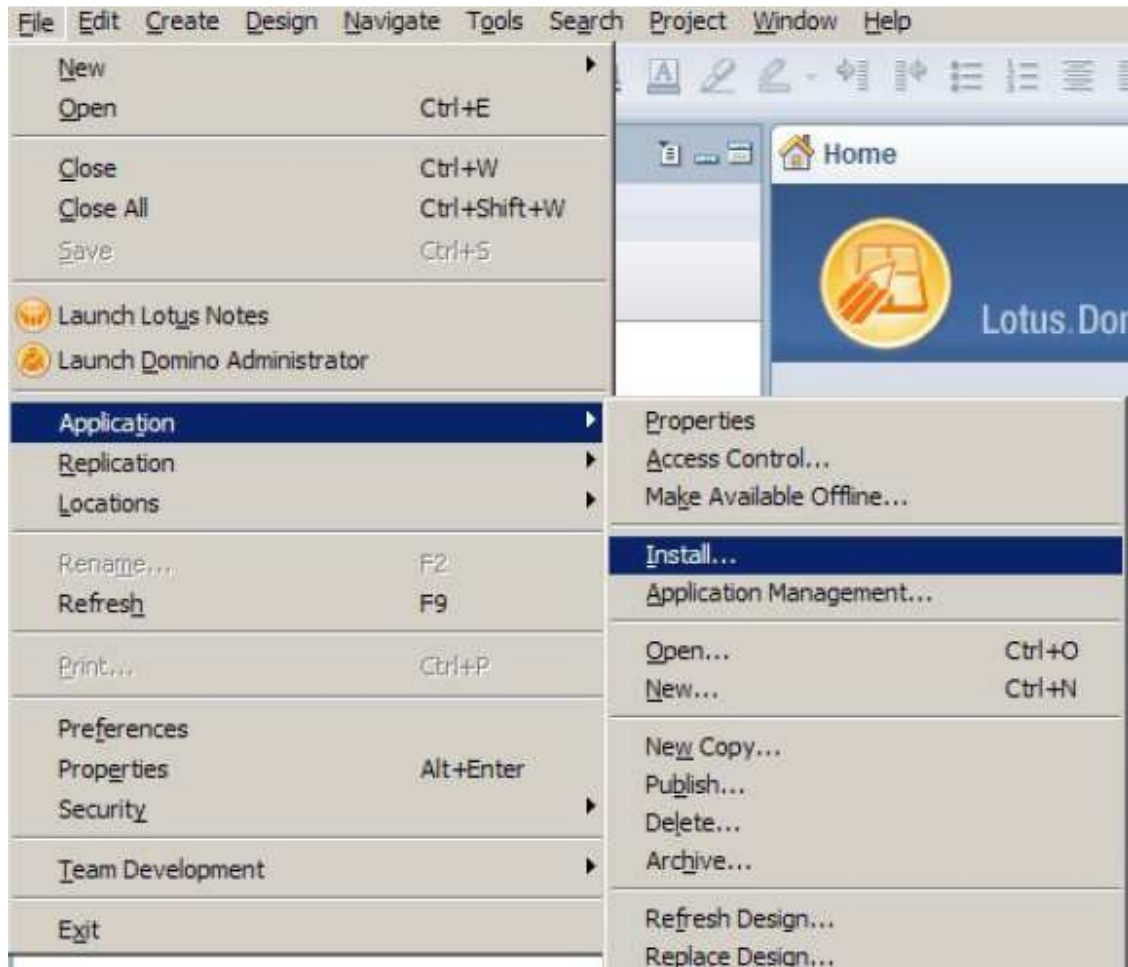 File Edit Create Design Navigate Tools Search Project Window Help
New
Open Ctrl+E
Close Ctrl+W
Close All Ctrl+Shift+W
Save Ctrl+S
Launch Lotus Notes
Launch Domino Administrator
Application
Replication
Locations
Rename... F2
Refresh F9
Print... Ctrl+P
Preferences
Properties Alt+Enter
Security
Team Development
Exit
Home
Lotus.Dom
Properties
Access Control...
Make Available Offline...
Install...
Application Management...
Open... Ctrl+O
New... Ctrl+N
New Copy...
Publish...
Delete...
Archive...
Refresh Design...
Replace Design...